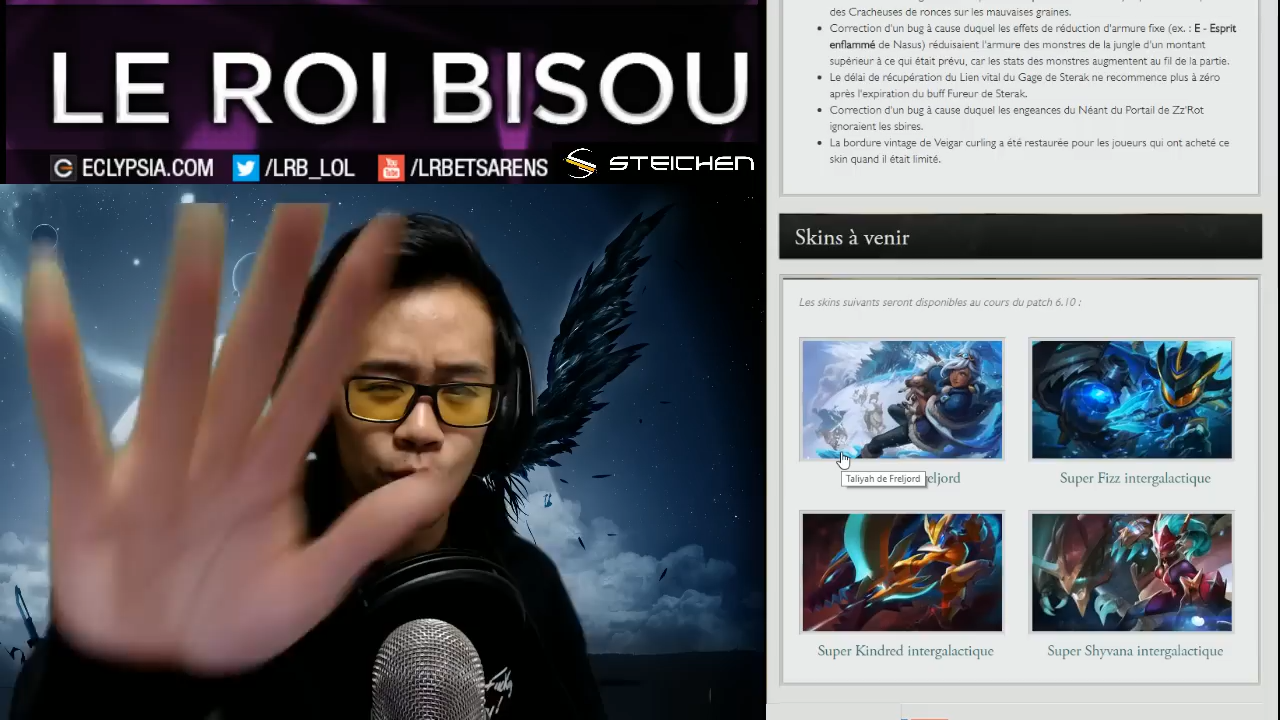 LE ROI BISOU
ECLYPSIA.COM /LRB_LOL /LRBETSARENS STEICHEN
des Cracheuses de ronces sur les mauvaises graines.
Correction d'un bug à cause duquel les effets de réduction d'armure fixe (ex. : E - Esprit
enflammé de Nasus) réduisaient l'armure des monstres de la jungle d'un montant
supérieur à ce qui était prévu, car les stats des monstres augmentent au fil de la partie.
Le délai de récupération du Lien vital du Gage de Sterak ne recommence plus à zéro
après l'expiration du buff Fureur de Sterak.
Correction d'un bug à cause duquel les engeances du Néant du Portail de Zz'Rot
ignoraient les sbires.
La bordure vintage de Veigar curling a été restaurée pour les joueurs qui ont acheté ce
skin quand il était limité.
Skins à venir
Les skins suivants seront disponibles au cours du patch 6.10 :
Taliyah de Freljord
eljord
Super Fizz intergalactique
Super Kindred intergalactique
Super Shyvana intergalactique